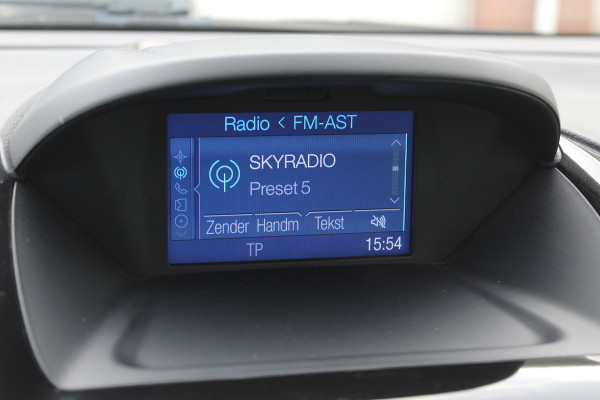 Radio < FM-AST
SKYRADIO
Preset 5
Zender Handm Tekst
TP 15:54